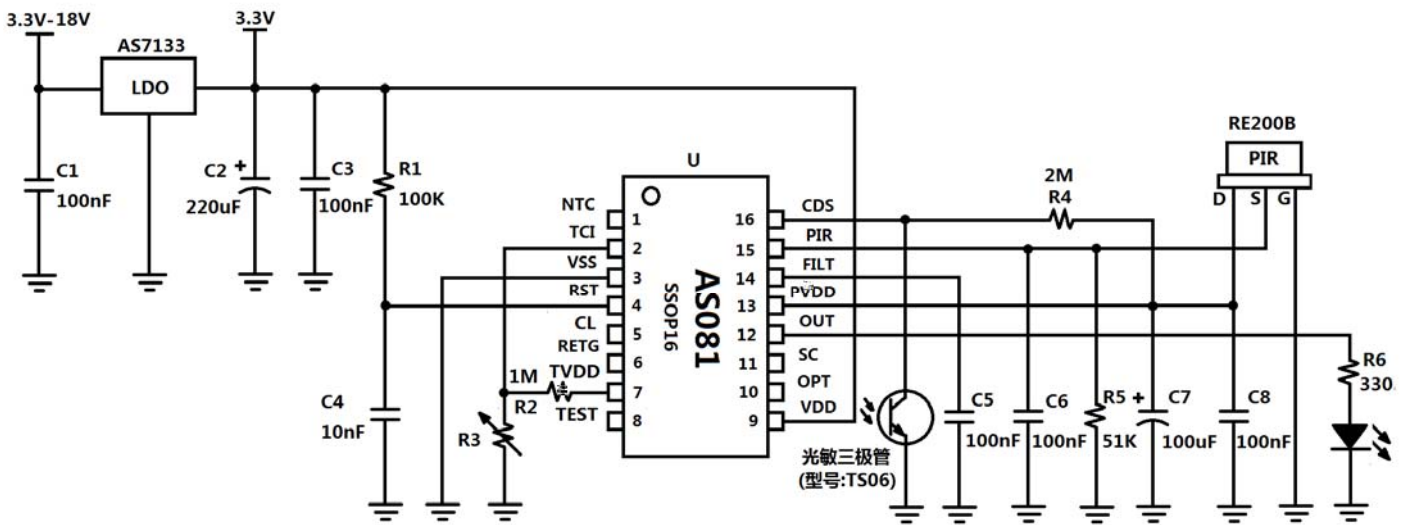 3.3V-18V
3.3V
AS7133
LDO
C1
100nF
C2
+
220uF
C3
100nF
R1
100K
C4
10nF
U
NTC
TCI
VSS
RST
CL
RETG
TVDD
TEST
1
2
3
4
5
6
7
8
AS081
SSOP16
16
15
14
13
12
11
10
9
CDS
PIR
FILT
PVDD
OUT
SC
OPT
VDD
1M
R2
R3
2M
R4
RE200B
PIR
D S G
光敏三极管
(型号:TS06)
C5
100nF
C6
100nF
R5
51K
+
C7
100uF
C8
100nF
R6
330